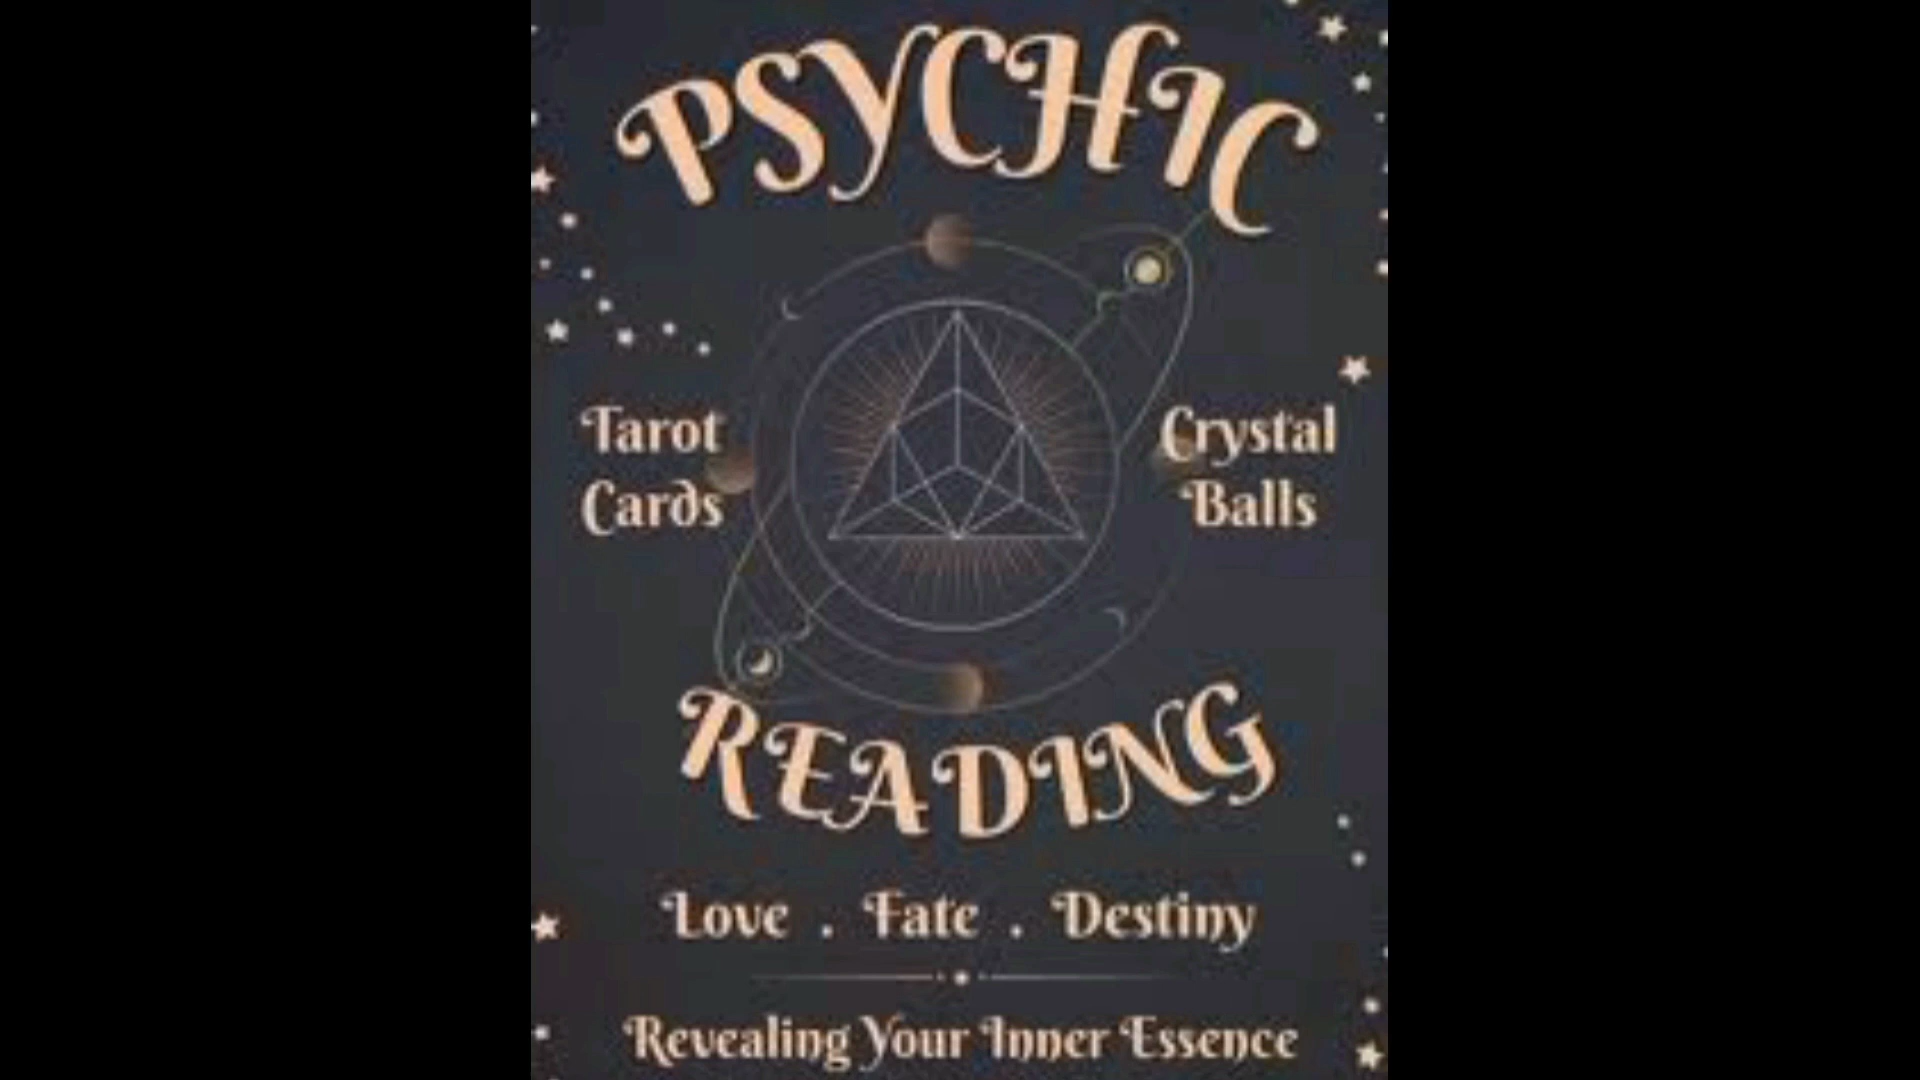 PSYCHIC
Tarot
Cards
Crystal
Balls
READING
Love . Fate . Destiny
Revealing Your Inner Essence